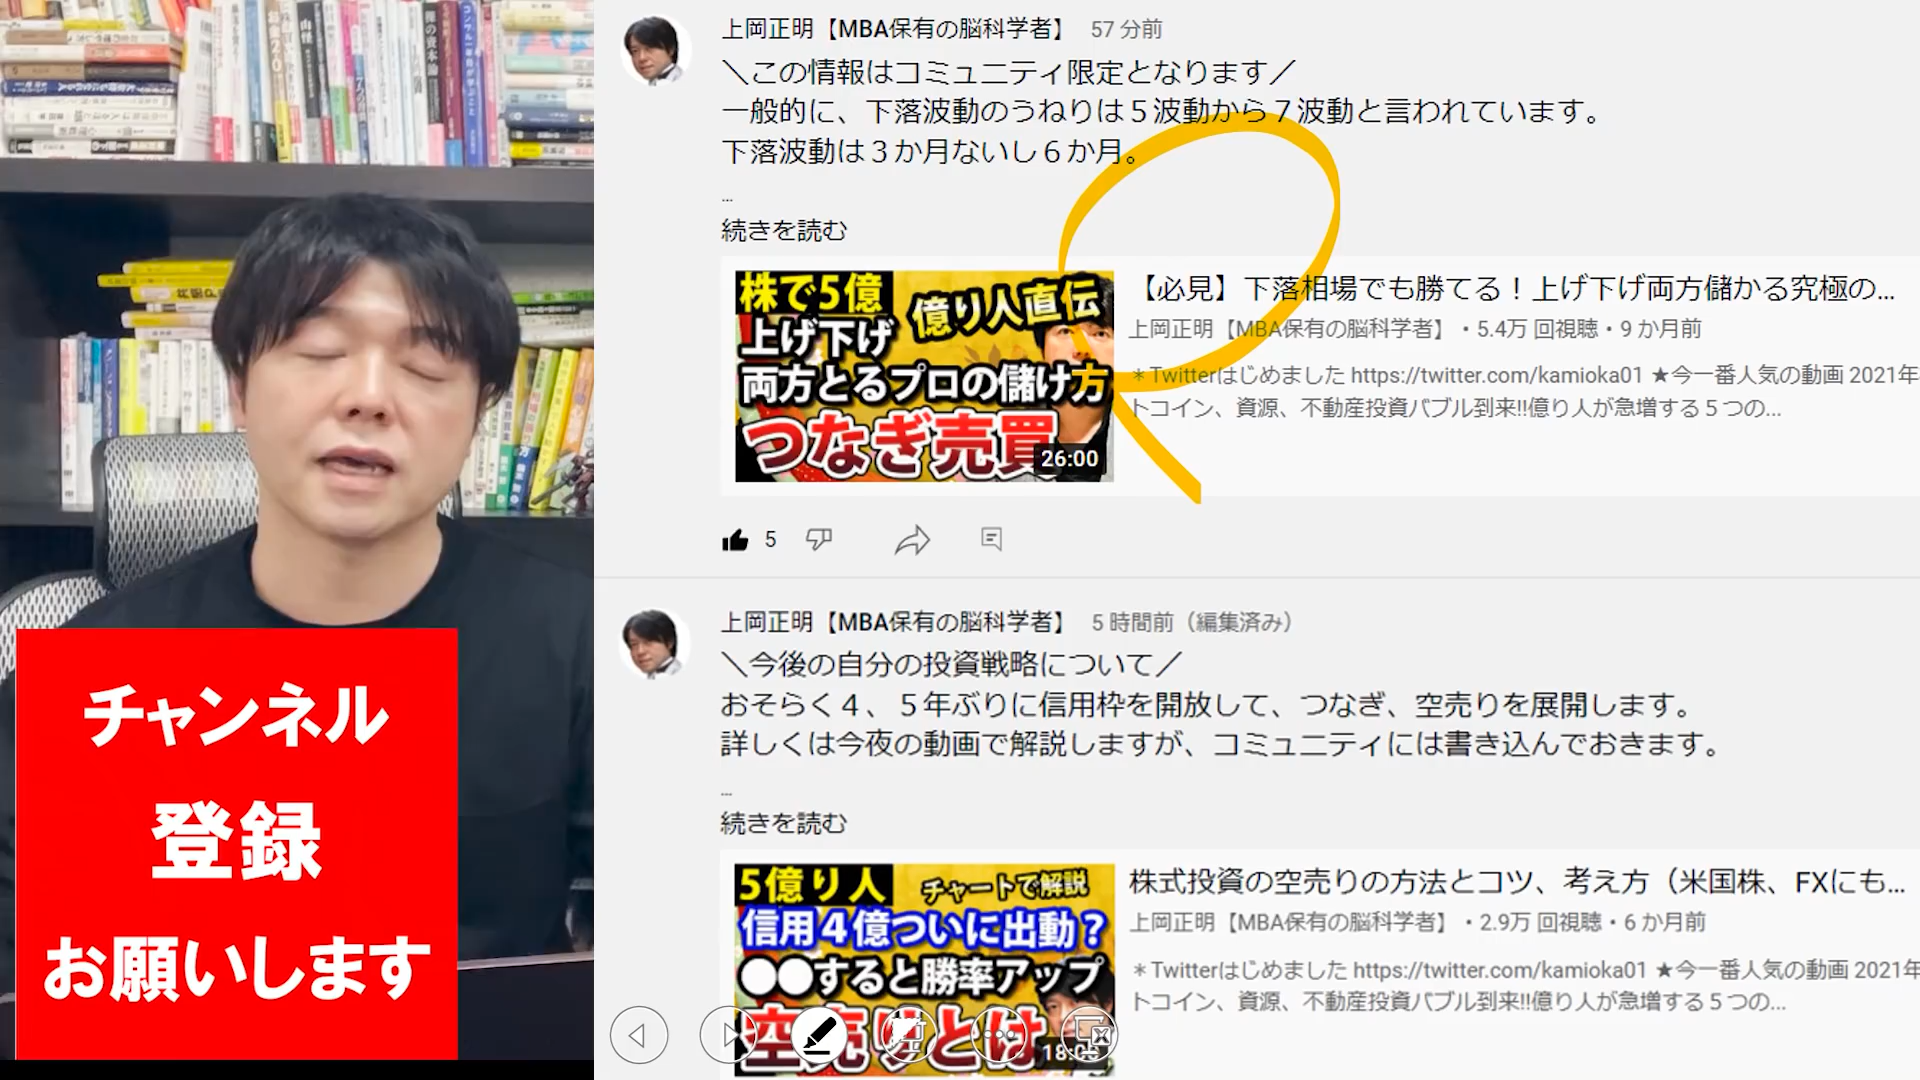 チャンネル
登録
お願いします
上岡正明【MBA保有の脳科学者】 57 分前
＼この情報はコミュニティ限定となります／
一般的に、下落波動のうねりは５波動から７波動と言われています。
下落波動は３か月ないし６か月。
...
続きを読む
株で5億
億り人直伝
上げ下げ
両方とるプロの儲け方
つなぎ売買
26:00
【必見】下落相場でも勝てる！上げ下げ両方儲かる究極の...
上岡正明【MBA保有の脳科学者】・5.4万 回視聴・9 か月前
＊Twitterはじめました https://twitter.com/kamioka01 ★今一番人気の動画 2021年
トコイン、資源、不動産投資バブル到来!!億り人が急増する５つの...
5
上岡正明【MBA保有の脳科学者】 5 時間前（編集済み）
＼今後の自分の投資戦略について／
おそらく４、５年ぶりに信用枠を開放して、つなぎ、空売りを展開します。
詳しくは今夜の動画で解説しますが、コミュニティには書き込んでおきます。
...
続きを読む
5億り人
チャートで解説
信用4億ついに出動？
●●すると勝率アップ
空売りとは
株式投資の空売りの方法とコツ、考え方（米国株、FXにも...
上岡正明【MBA保有の脳科学者】・2.9万 回視聴・6 か月前
＊Twitterはじめました https://twitter.com/kamioka01 ★今一番人気の動画 2021年
トコイン、資源、不動産投資バブル到来!!億り人が急増する５つの...